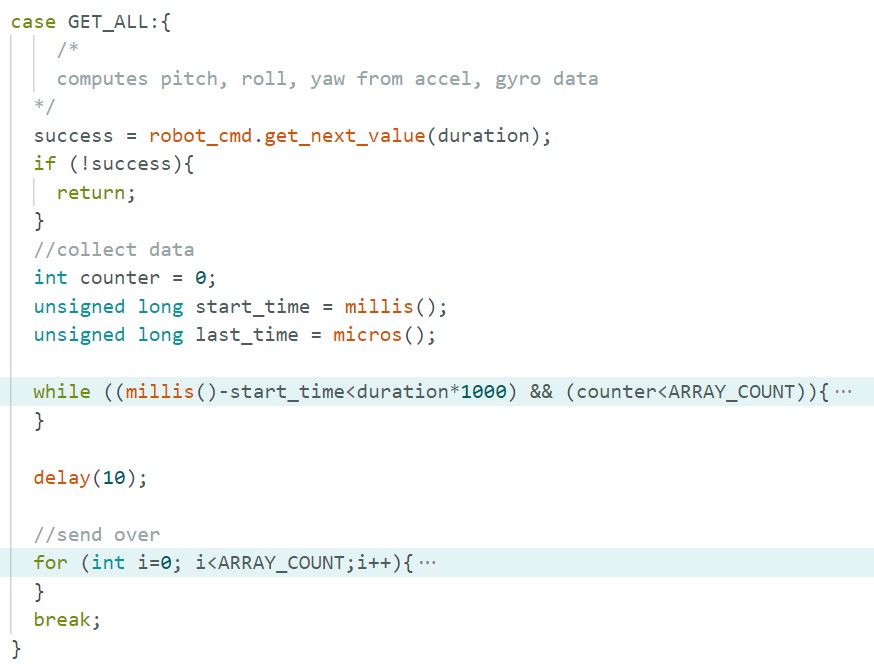 case GET_ALL:{
/*
computes pitch, roll, yaw from accel, gyro data
*/
success = robot_cmd.get_next_value(duration);
if (!success){
return;
}
//collect data
int counter = 0;
unsigned long start_time = millis();
unsigned long last_time = micros();
while ((millis()-start_time<duration*1000) && (counter<ARRAY_COUNT)){ ···
}
delay(10);
//send over
for (int i=0; i<ARRAY_COUNT;i++){ ···
}
break;
}